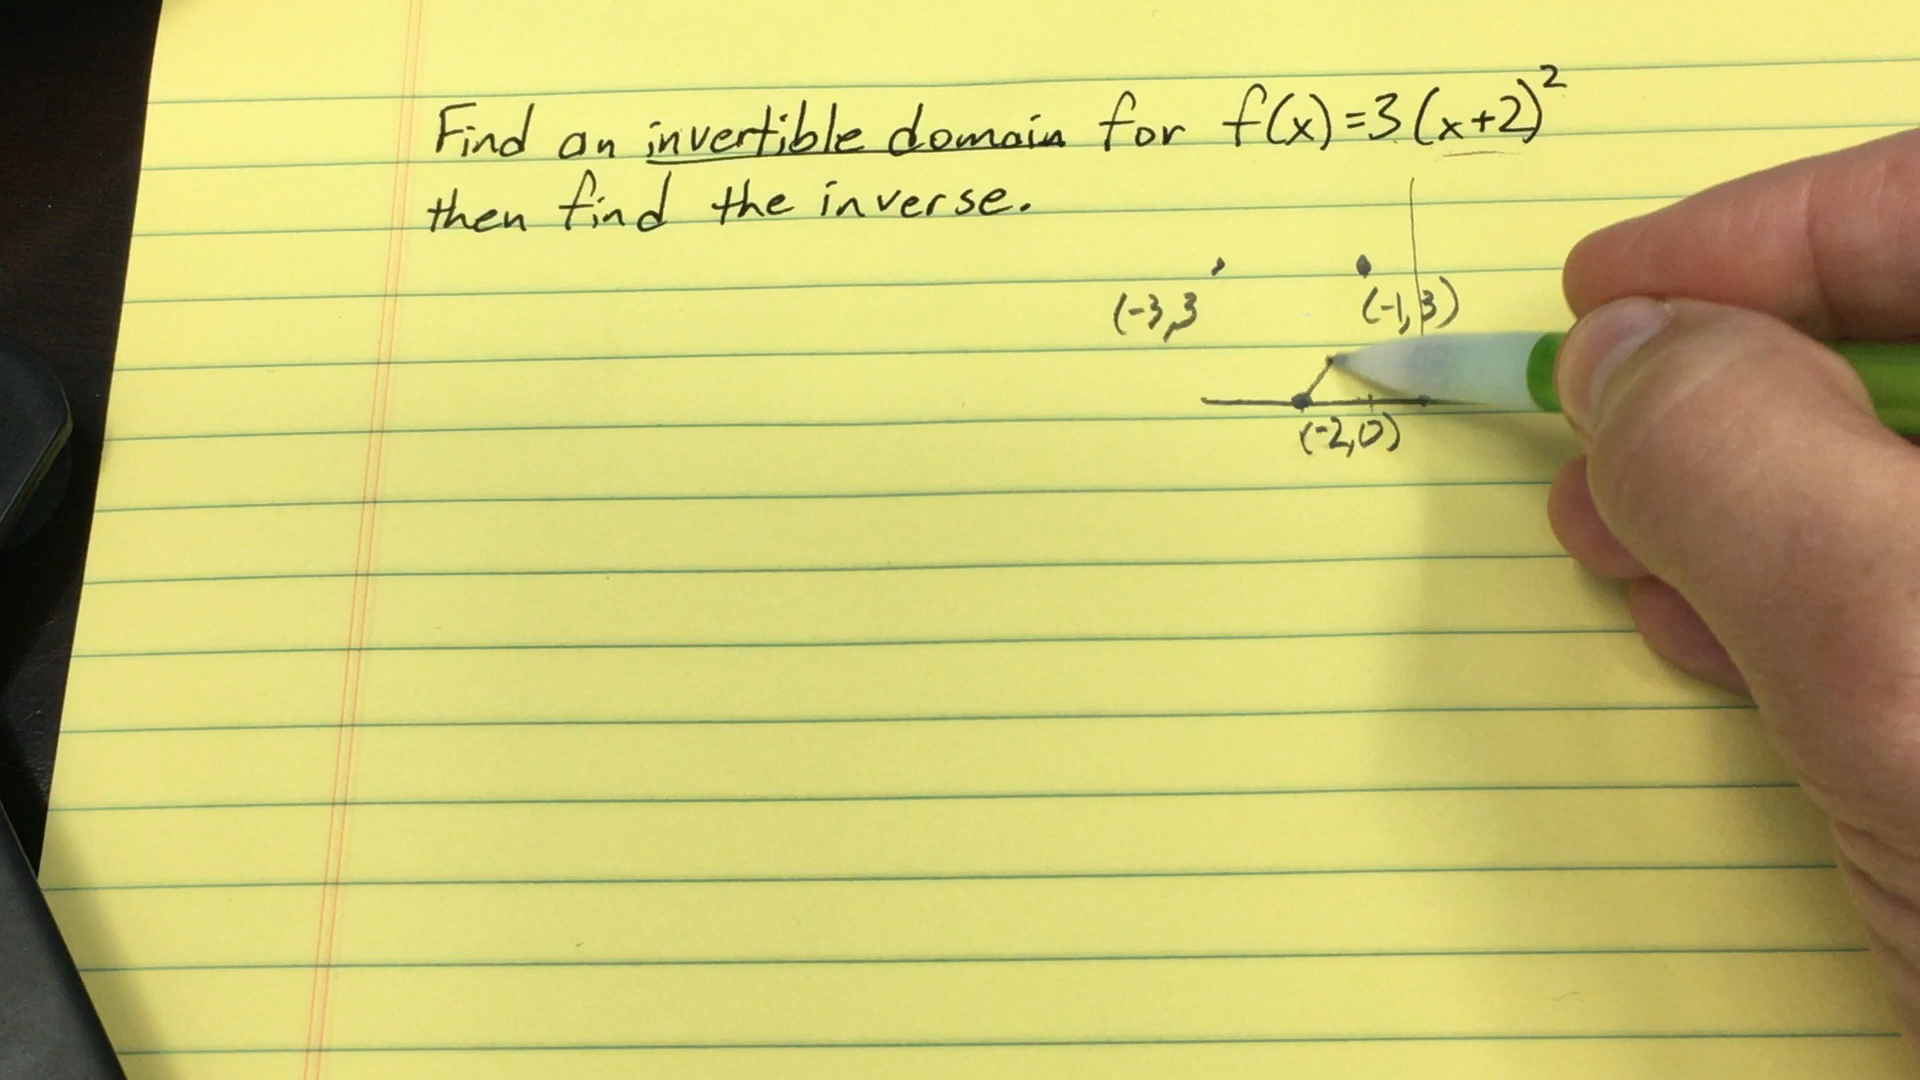 Find an invertible domain for f(x)=3(x+2)²
then find the inverse.
(-3,3 (-1,3)
(-2,0)